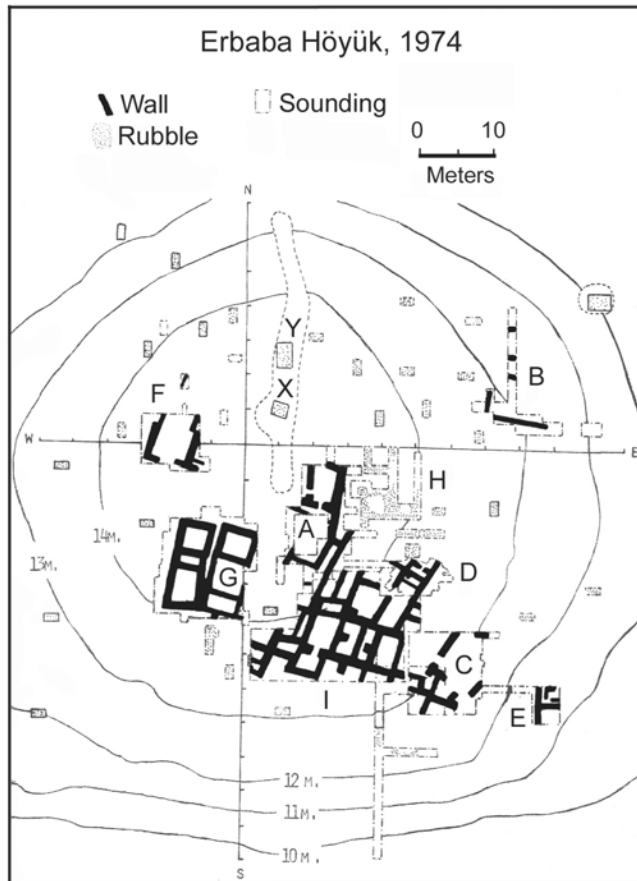 Erbaba Höyük, 1974
Wall
Sounding
Rubble
0 10
Meters
N
Y
B
X
F
W
E
H
A
14M.
13M.
G
D
C
I
E
12 M.
11M.
10 M.
S